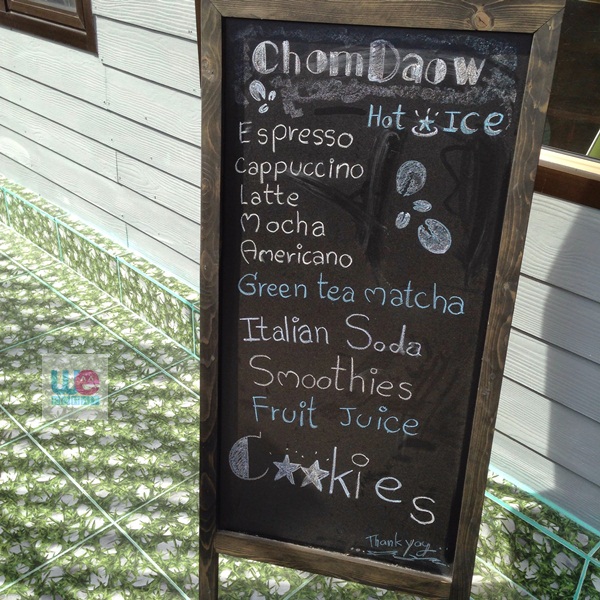 ChomDaow
Hot ICE
Espresso
Cappuccino
Latte
Mocha
Americano
Green tea matcha
Italian Soda
Smoothies
Fruit Juice
Cookies
Thank you
we